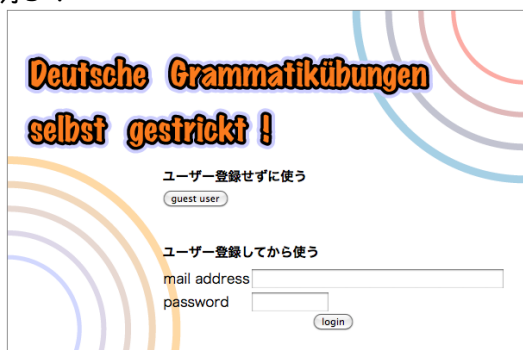 Deutsche Grammatikübungen
selbst gestrickt !
ユーザー登録せずに使う
guest user
ユーザー登録してから使う
mail address
password
login